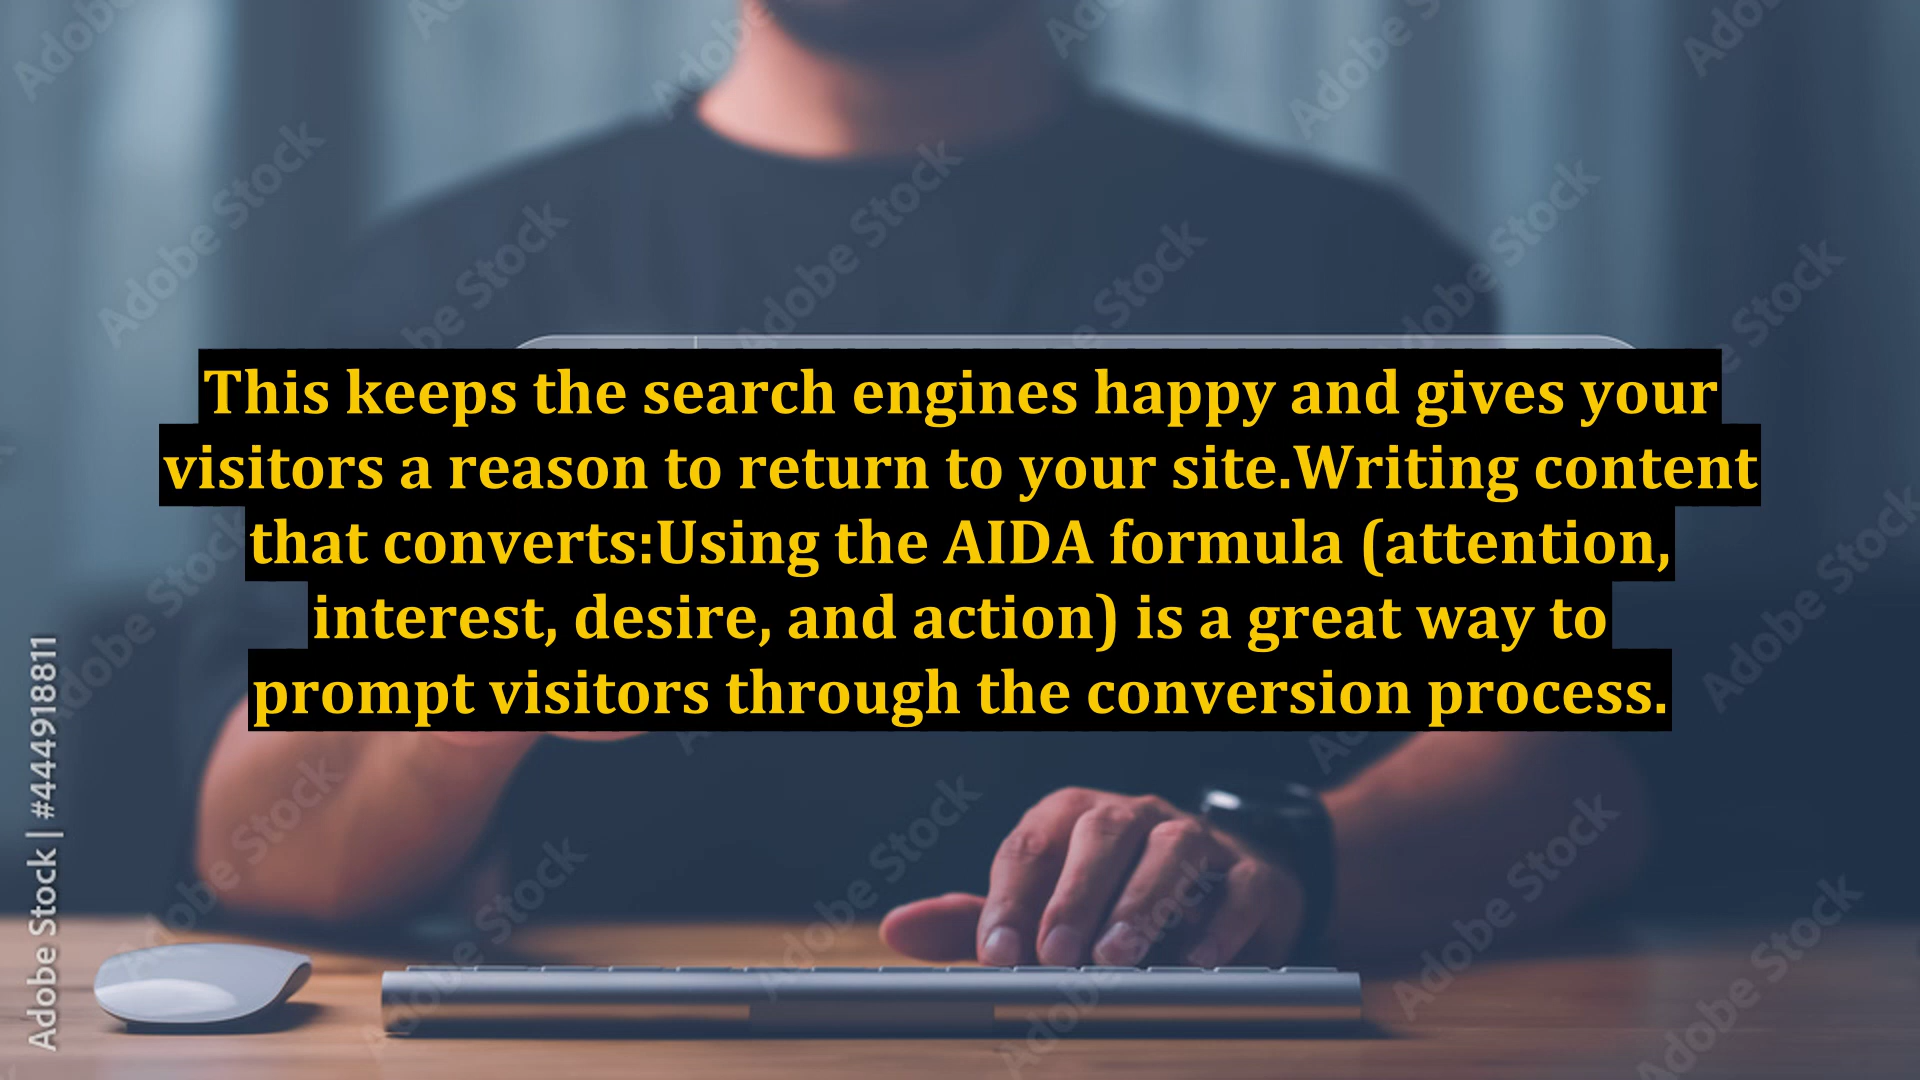 This keeps the search engines happy and gives your
visitors a reason to return to your site.Writing content
that converts:Using the AIDA formula (attention,
interest, desire, and action) is a great way to
prompt visitors through the conversion process.
Adobe Stock | #444918811
Adobe Stock